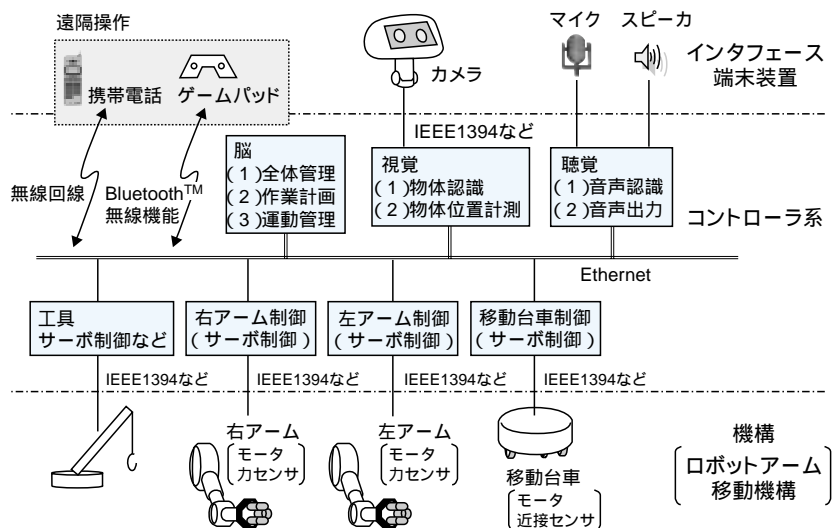 遠隔操作
携帯電話
ゲームパッド
カメラ
マイク
スピーカ
インタフェース
端末装置
IEEE1394など
無線回線
Bluetooth™
無線機能
脳
(1)全体管理
(2)作業計画
(3)運動管理
視覚
(1)物体認識
(2)物体位置計測
聴覚
(1)音声認識
(2)音声出力
コントローラ系
Ethernet
工具
サーボ制御など
右アーム制御
(サーボ制御)
左アーム制御
(サーボ制御)
移動台車制御
(サーボ制御)
IEEE1394など
IEEE1394など
IEEE1394など
IEEE1394など
右アーム
モータ
力センサ
左アーム
モータ
力センサ
移動台車
モータ
近接センサ
機構
ロボットアーム
移動機構